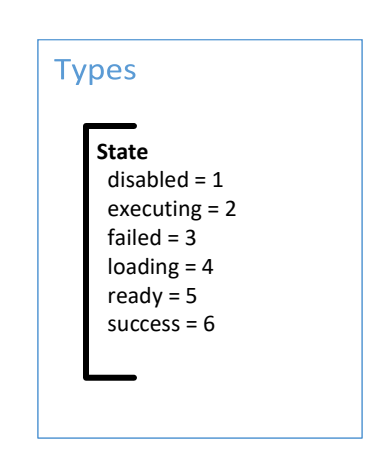 Types
State
disabled = 1
executing = 2
failed = 3
loading = 4
ready = 5
success = 6